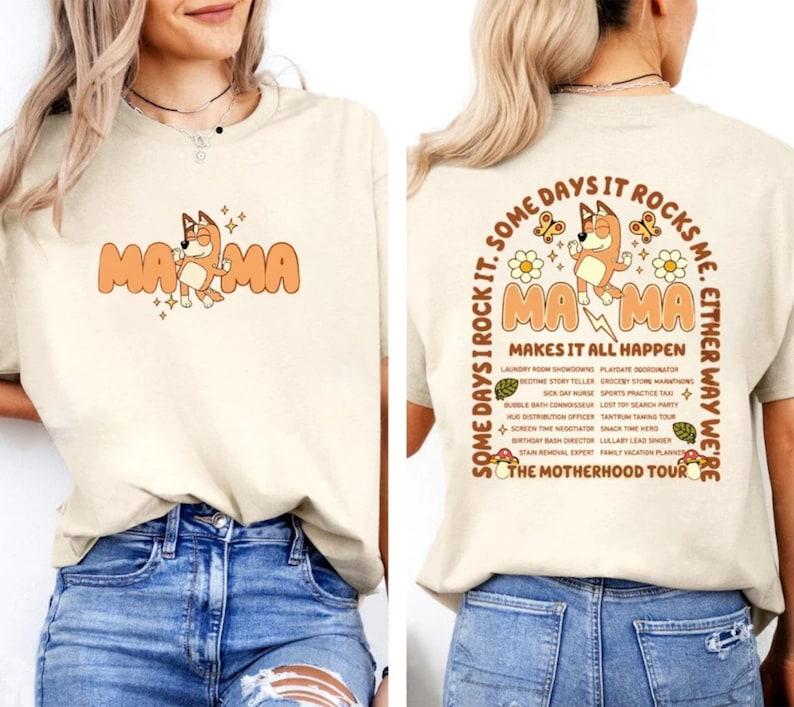 MAMA
SOME DAYS I ROCK IT. SOME DAYS IT ROCKS ME. EITHER WAY WE'RE
MAMA
MAKES IT ALL HAPPEN
LAUNDRY ROOM SHOWDOWNS PLAYDATE COORDINATOR
BEDTIME STORY TELLER GROCERY STORE MARATHONS
SICK DAY NURSE SPORTS PRACTICE TAXI
BUBBLE BATH CONNOISSEUR LOST TOY SEARCH PARTY
HUG DISTRIBUTION OFFICER TANTRUM TAMING TOUR
SCREEN TIME NEGOTIATOR SNACK TIME HERO
BIRTHDAY BASH DIRECTOR LULLABY LEAD SINGER
STAIN REMOVAL EXPERT FAMILY VACATION PLANNER
THE MOTHERHOOD TOUR